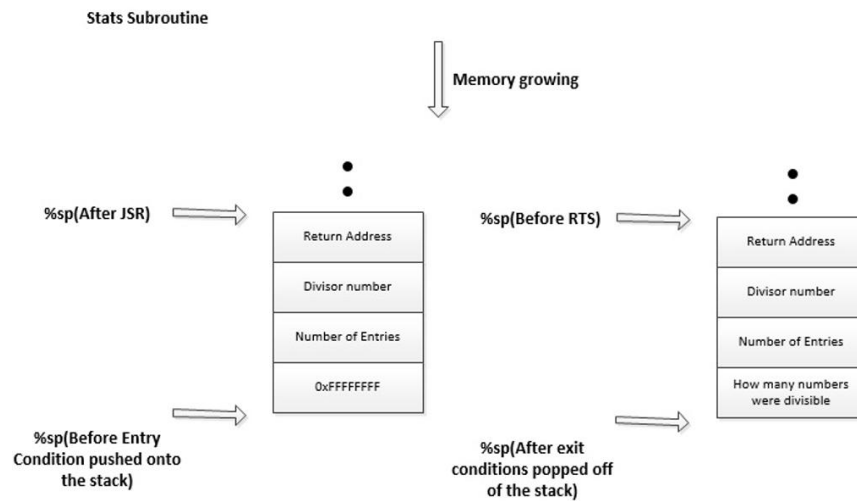 Stats Subroutine
Memory growing
%sp(After JSR)
Return Address
Divisor number
Number of Entries
0xFFFFFFFF
%sp(Before Entry
Condition pushed onto
the stack)
%sp(Before RTS)
Return Address
Divisor number
Number of Entries
How many numbers
were divisible
%sp(After exit
conditions popped off
of the stack)